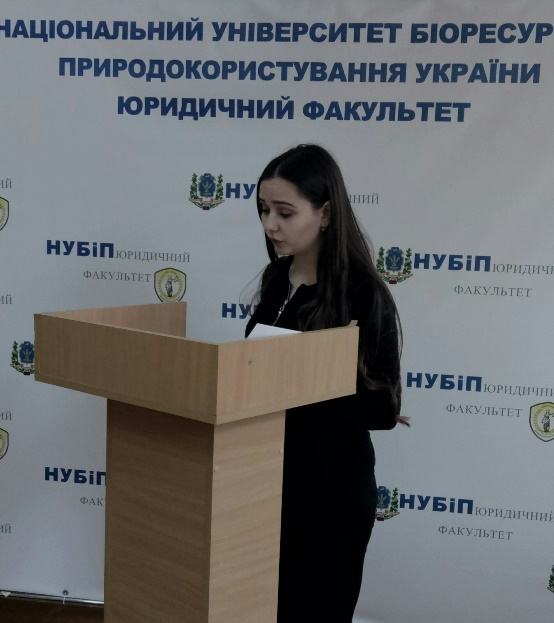 НАЦІОНАЛЬНИЙ УНІВЕРСИТЕТ БІОРЕСУР
ПРИРОДОКОРИСТУВАННЯ УКРАЇНИ
ЮРИДИЧНИЙ ФАКУЛЬТЕТ
НУБіП ЮРИДИЧНИЙ
ФАКУЛЬТЕТ
НУБіП ЮРИДИЧНИЙ
ФАКУЛЬТЕТ
НУБіП ЮРИДИЧНИЙ
ФАКУЛЬТЕТ
НУБіП
НУБіП ЮРИДИЧНИЙ
ФАКУЛЬТЕТ